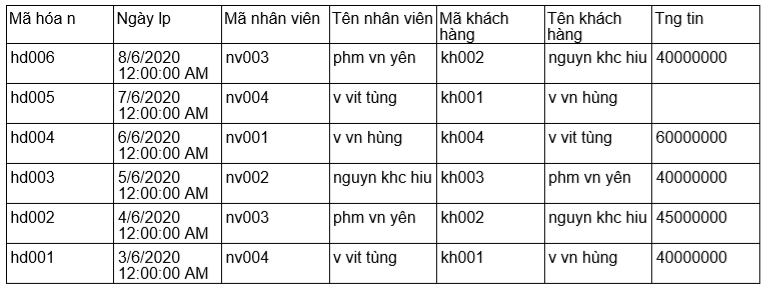 Mã hóa n Ngày lp Mã nhân viên Tên nhân viên Mã khách hàng Tên khách hàng Tng tin
hd006 8/6/2020 12:00:00 AM nv003 phm vn yên kh002 nguyn khc hiu 40000000
hd005 7/6/2020 12:00:00 AM nv004 v vit tùng kh001 v vn hùng
hd004 6/6/2020 12:00:00 AM nv001 v vn hùng kh004 v vit tùng 60000000
hd003 5/6/2020 12:00:00 AM nv002 nguyn khc hiu kh003 phm vn yên 40000000
hd002 4/6/2020 12:00:00 AM nv003 phm vn yên kh002 nguyn khc hiu 45000000
hd001 3/6/2020 12:00:00 AM nv004 v vit tùng kh001 v vn hùng 40000000